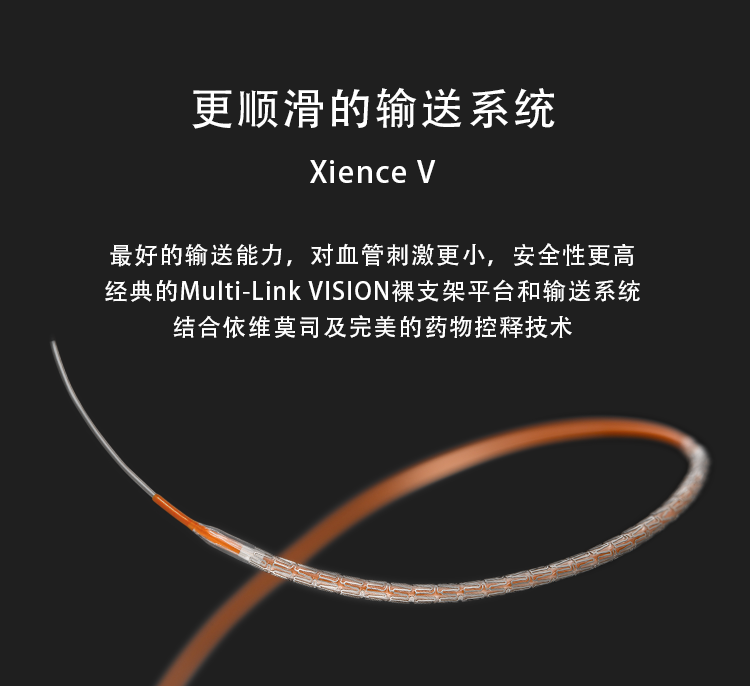 更顺滑的输送系统
Xience V
最好的输送能力，对血管刺激更小，安全性更高
经典的Multi-Link VISION裸支架平台和输送系统
结合依维莫司及完美的药物控释技术